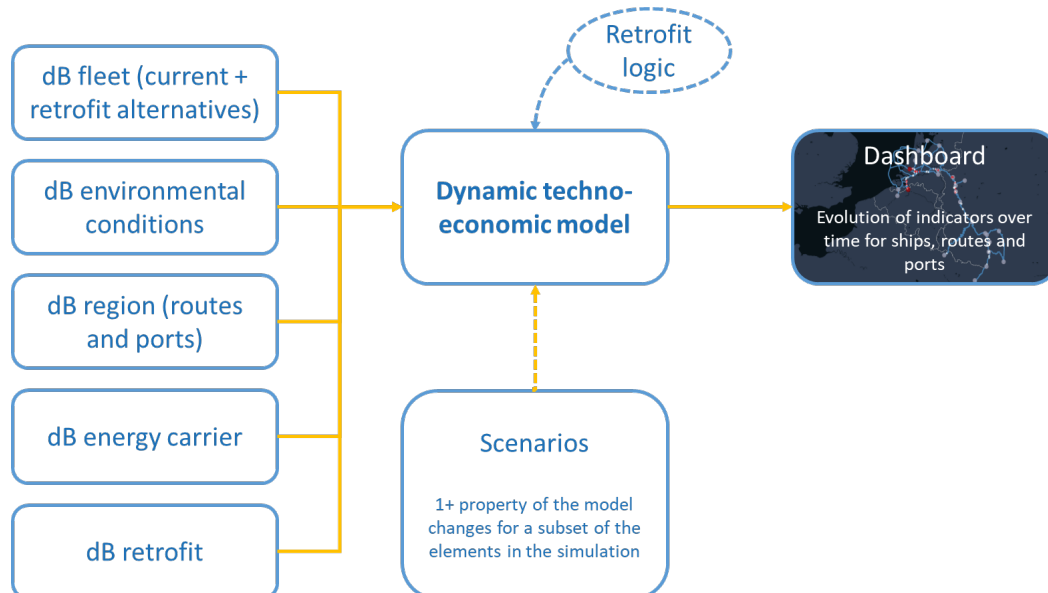 dB fleet (current +
retrofit alternatives)
dB environmental
conditions
dB region (routes
and ports)
dB energy carrier
dB retrofit
Retrofit
logic
Dynamic techno-
economic model
Scenarios
1+ property of the model
changes for a subset of the
elements in the simulation
Dashboard
Evolution of indicators over
time for ships, routes and
ports